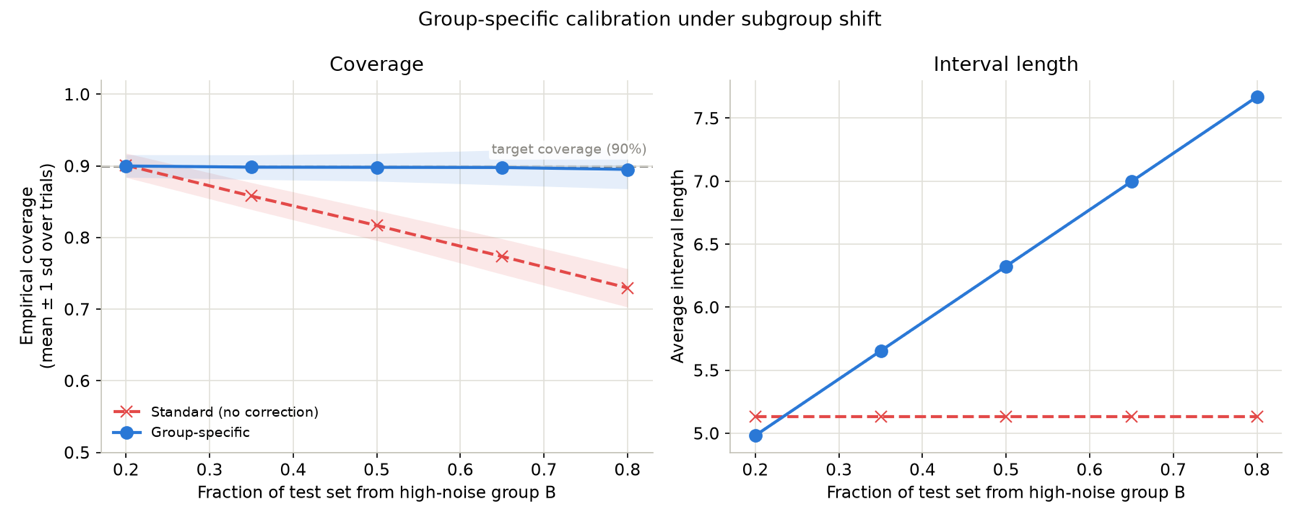 Group-specific calibration under subgroup shift
Coverage
Empirical coverage
(mean ± 1 sd over trials)
1.0
0.9
0.8
0.7
0.6
0.5
target coverage (90%)
Standard (no correction)
Group-specific
0.2 0.3 0.4 0.5 0.6 0.7 0.8
Fraction of test set from high-noise group B
Interval length
Average interval length
7.5
7.0
6.5
6.0
5.5
5.0
0.2 0.3 0.4 0.5 0.6 0.7 0.8
Fraction of test set from high-noise group B